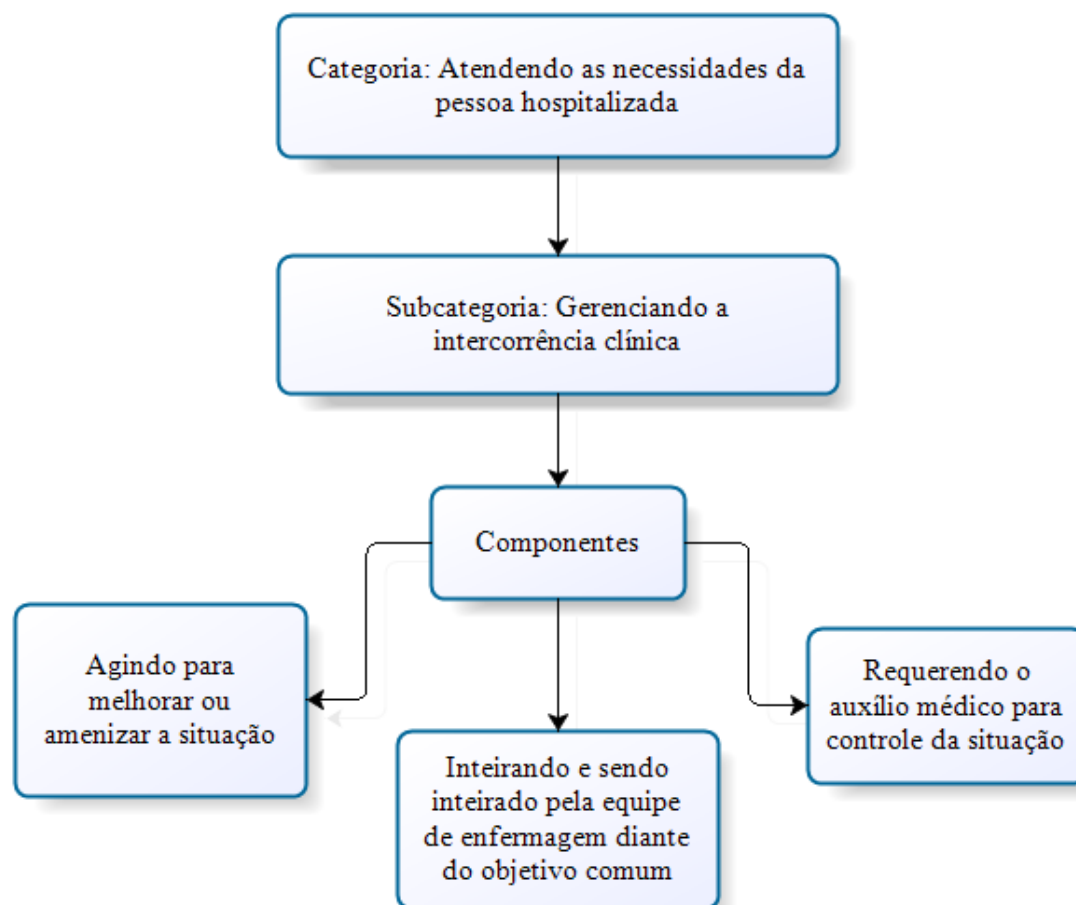 Categoria: Atendendo as necessidades da
pessoa hospitalizada
Subcategoria: Gerenciando a
intercorrência clínica
Componentes
Agindo para
melhorar ou
amenizar a situação
Inteirando e sendo
inteirado pela equipe
de enfermagem diante
do objetivo comum
Requerendo o
auxílio médico para
controle da situação